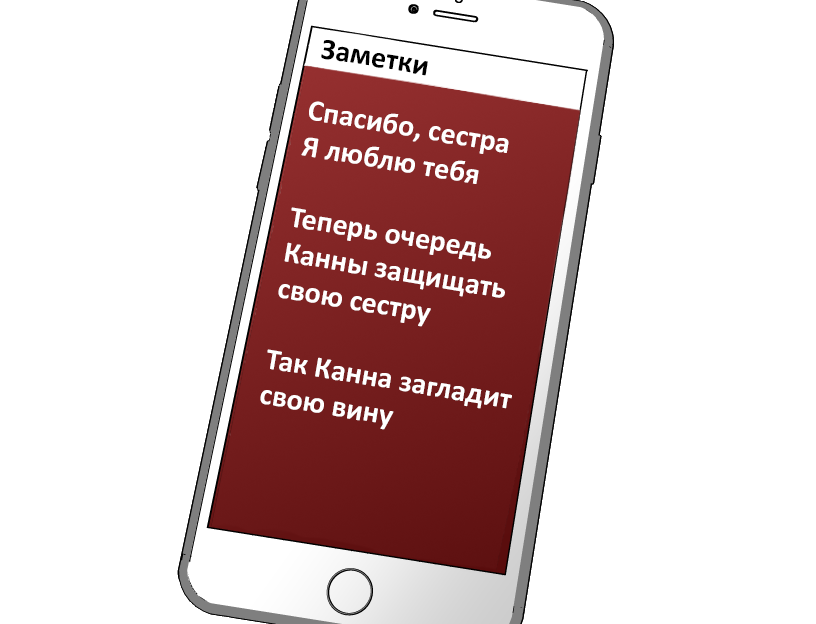 Заметки
Спасибо, сестра
Я люблю тебя
Теперь очередь
Канны защищать
свою сестру
Так Канна загладит
свою вину